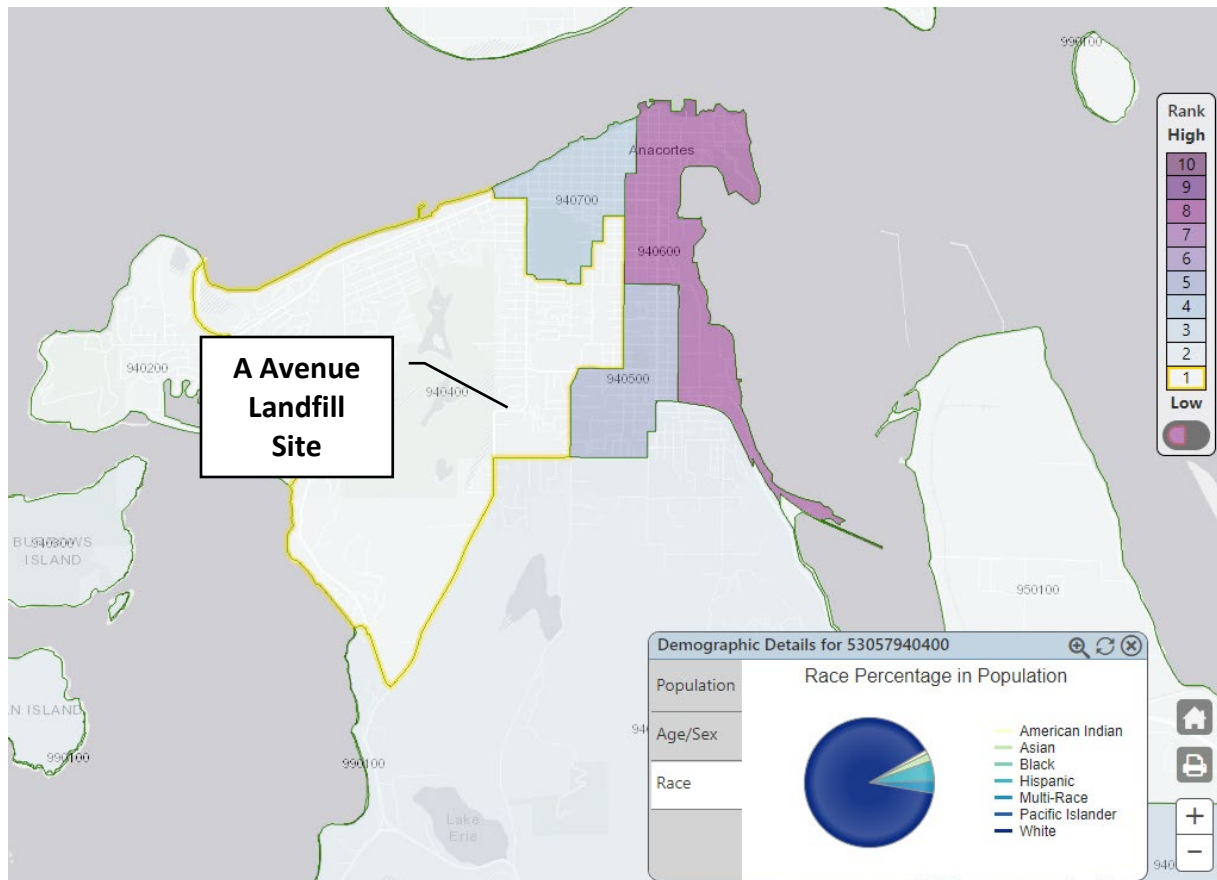 990100
Rank
High
10
9
8
7
6
5
4
3
2
1
Low
Anacortes
940700
940600
940200
A Avenue
Landfill
Site
940400
940500
940300
ISLAND
950100
Demographic Details for 53057940400
Population
Age/Sex
Race
Race Percentage in Population
American Indian
Asian
Black
Hispanic
Multi-Race
Pacific Islander
White
N ISLAND
990100
990100
Lake
Erie
+
−